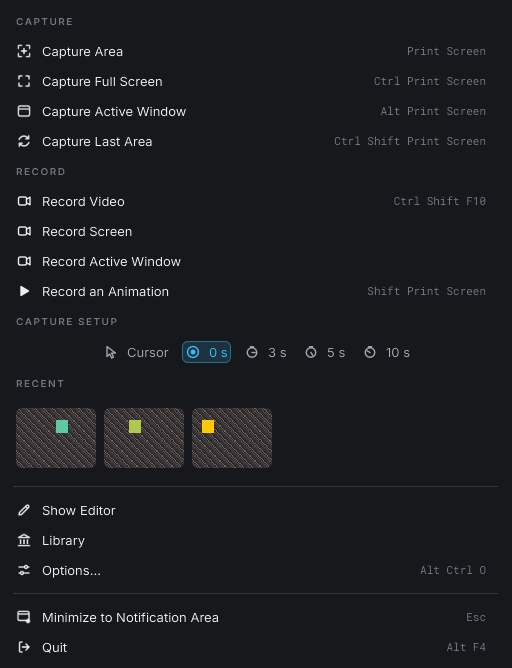 CAPTURE
Capture Area Print Screen
Capture Full Screen Ctrl Print Screen
Capture Active Window Alt Print Screen
Capture Last Area Ctrl Shift Print Screen
RECORD
Record Video Ctrl Shift F10
Record Screen
Record Active Window
Record an Animation Shift Print Screen
CAPTURE SETUP
Cursor 0 s 3 s 5 s 10 s
RECENT
Show Editor
Library
Options... Alt Ctrl O
Minimize to Notification Area Esc
Quit Alt F4